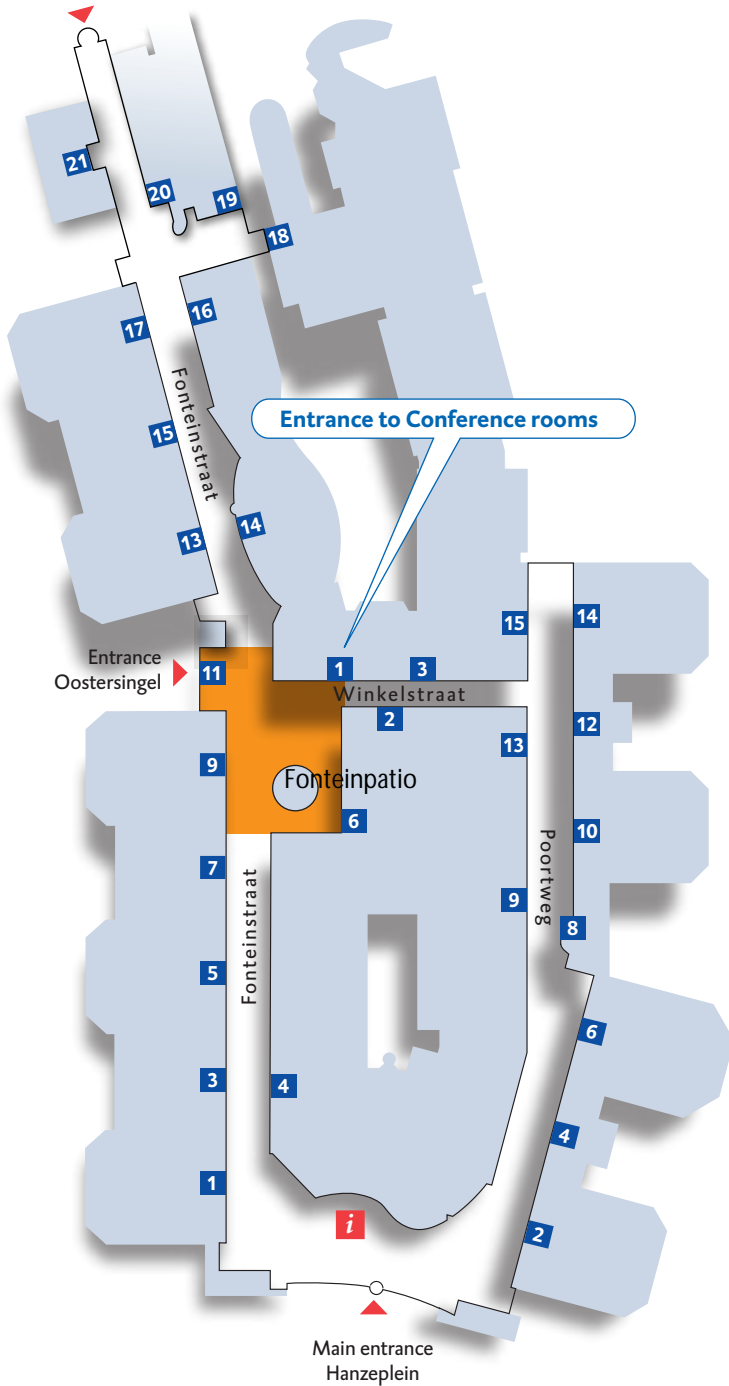 21
20
19
18
16
17
Fonteinstraat
Entrance to Conference rooms
15
14
13
15
14
Entrance
Oostersingel
11
1
3
Winkelstraat
2
12
13
9
Fonteinpatio
6
10
7
Fonteinstraat
9
Poortweg
8
5
6
3
4
4
1
i
2
Main entrance
Hanzeplein